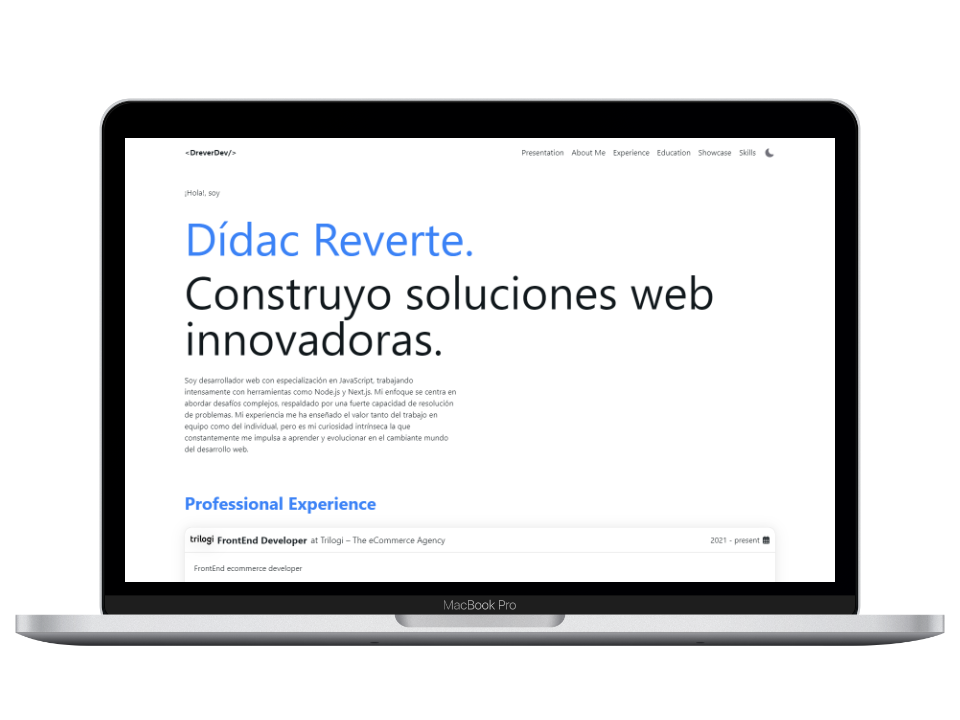 <DreverDev/>
Presentation About Me Experience Education Showcase Skills
¡Hola!, soy
Dídac Reverte.
Construyo soluciones web
innovadoras.
Soy desarrollador web con especialización en JavaScript, trabajando
intensamente con herramientas como Node.js y Next.js. Mi enfoque se centra en
abordar desafíos complejos, respaldado por una fuerte capacidad de resolución
de problemas. Mi experiencia me ha enseñado el valor tanto del trabajo en
equipo como del individual, pero es mi curiosidad intrínseca la que
constantemente me impulsa a aprender y evolucionar en el cambiante mundo
del desarrollo web.
Professional Experience
trilogi FrontEnd Developer at Trilogi – The eCommerce Agency 2021 - present
FrontEnd ecommerce developer
MacBook Pro